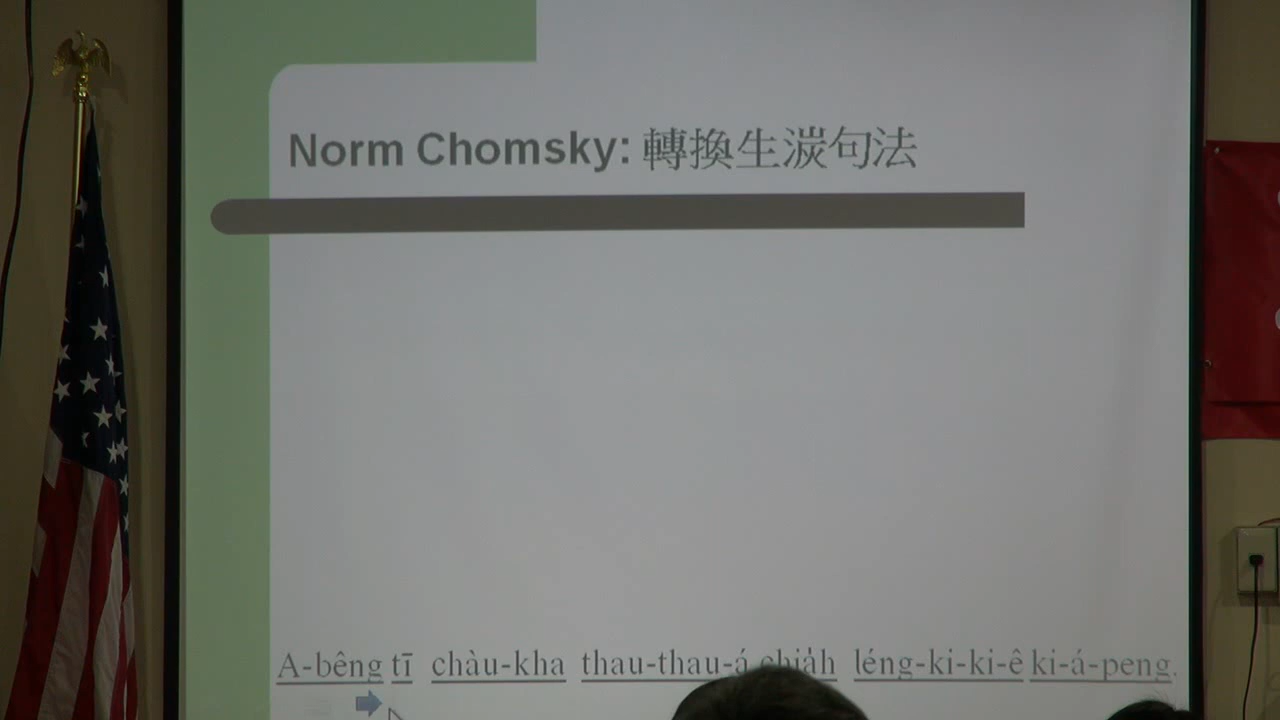 Norm Chomsky: 轉換生湠句法
A-bêng tī chàu-kha thau-thau-á chia̍h léng-ki-ki-ê ki-á-peng.